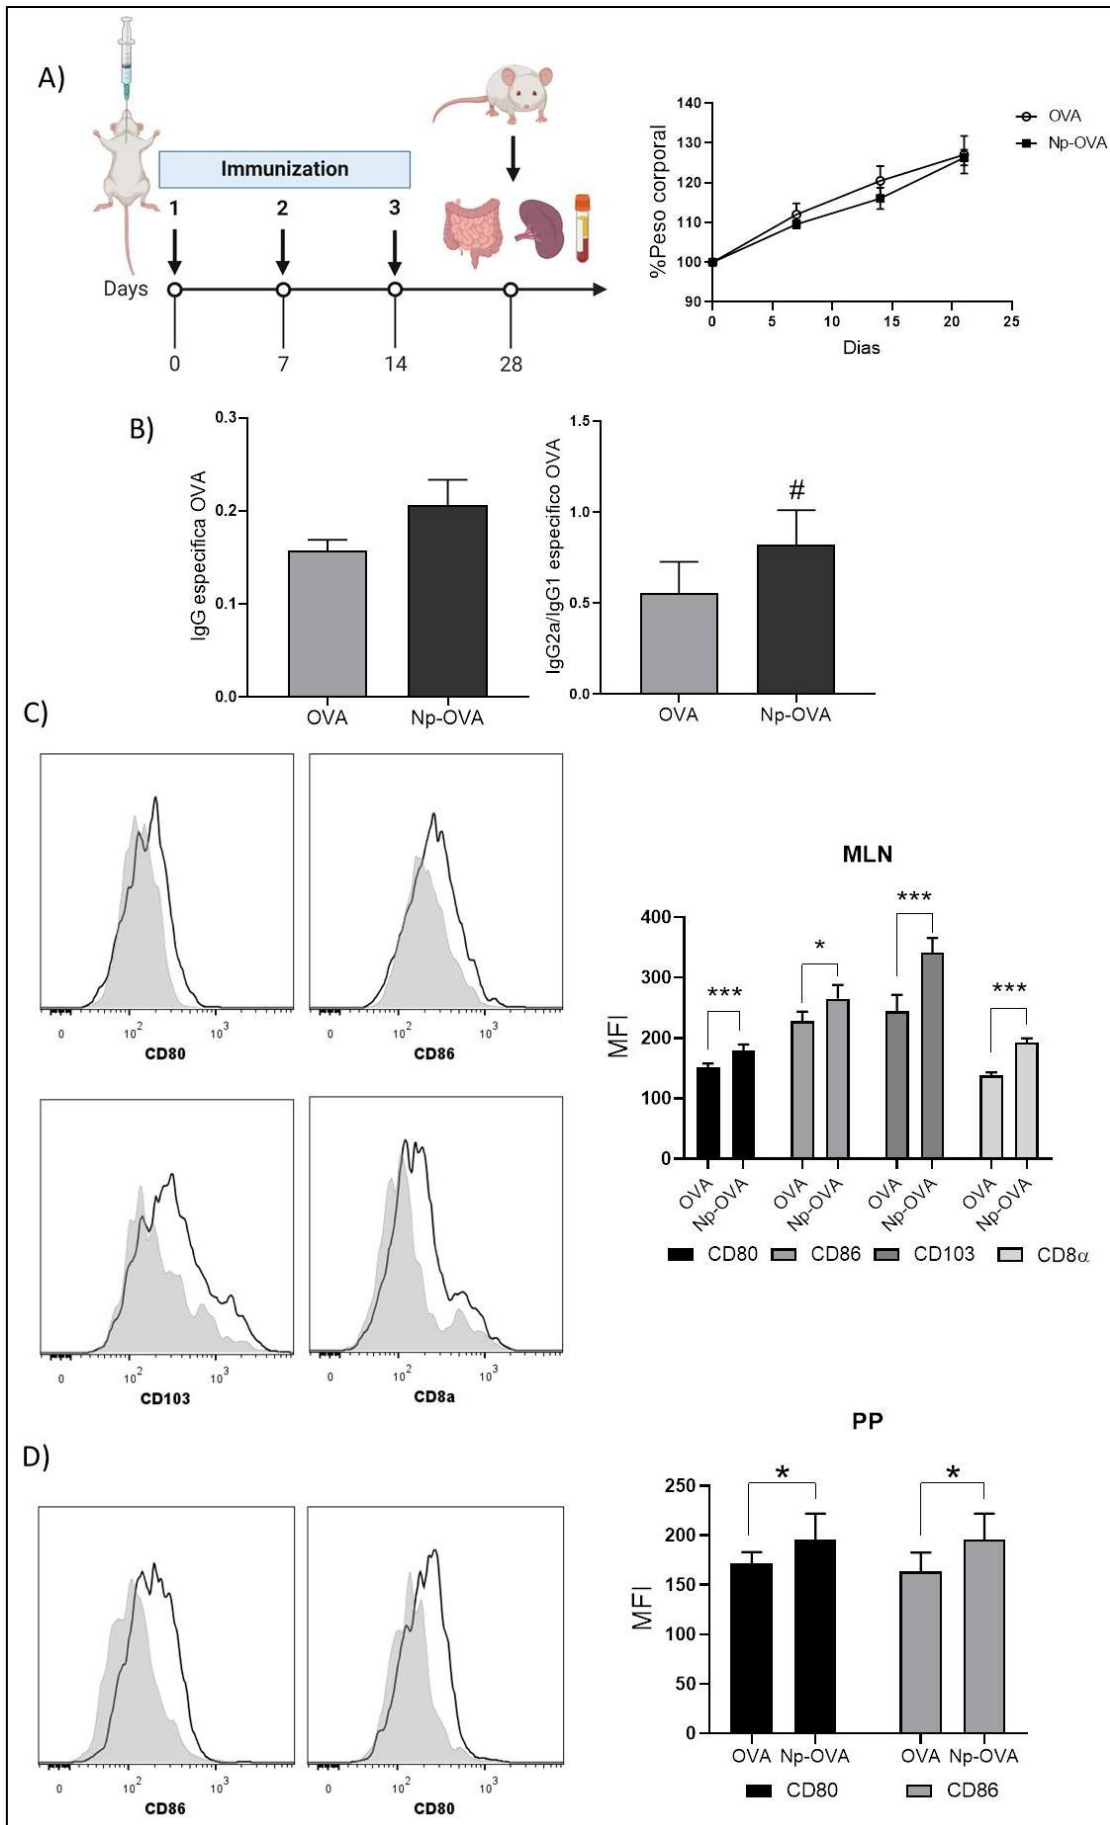 A)
Immunization
1 2 3
Days
0 7 14 28
140
130
120
110
100
90
%Peso corporal
0 5 10 15 20 25
Dias
OVA
Np-OVA
B)
0.3
0.2
0.1
0.0
IgG especifica OVA
OVA Np-OVA
1.5
1.0
0.5
0.0
IgG2a/IgG1 especifico OVA
#
OVA Np-OVA
C)
0 10² 10³
CD80
0 10² 10³
CD86
0 10² 10³
CD103
0 10² 10³
CD8a
MLN
400
300
200
100
0
MFI
*** * *** ***
OVA Np-OVA OVA Np-OVA OVA Np-OVA OVA Np-OVA
CD80 CD86 CD103 CD8α
D)
0 10² 10³
CD86
0 10² 10³
CD80
PP
250
200
150
100
50
0
MFI
* *
OVA Np-OVA OVA Np-OVA
CD80 CD86